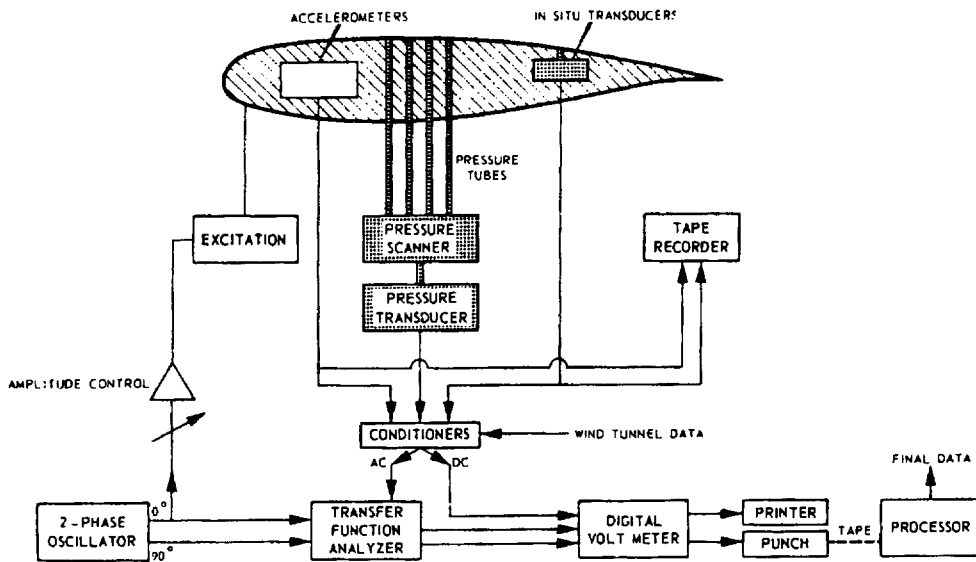 ACCELEROMETERS
IN SITU TRANSDUCERS
PRESSURE
TUBES
EXCITATION
PRESSURE
SCANNER
TAPE
RECORDER
PRESSURE
TRANSDUCER
AMPLITUDE CONTROL
CONDITIONERS
WIND TUNNEL DATA
AC
DC
FINAL DATA
0°
2-PHASE
OSCILLATOR
90°
TRANSFER
FUNCTION
ANALYZER
DIGITAL
VOLT METER
PRINTER
PUNCH
TAPE
PROCESSOR